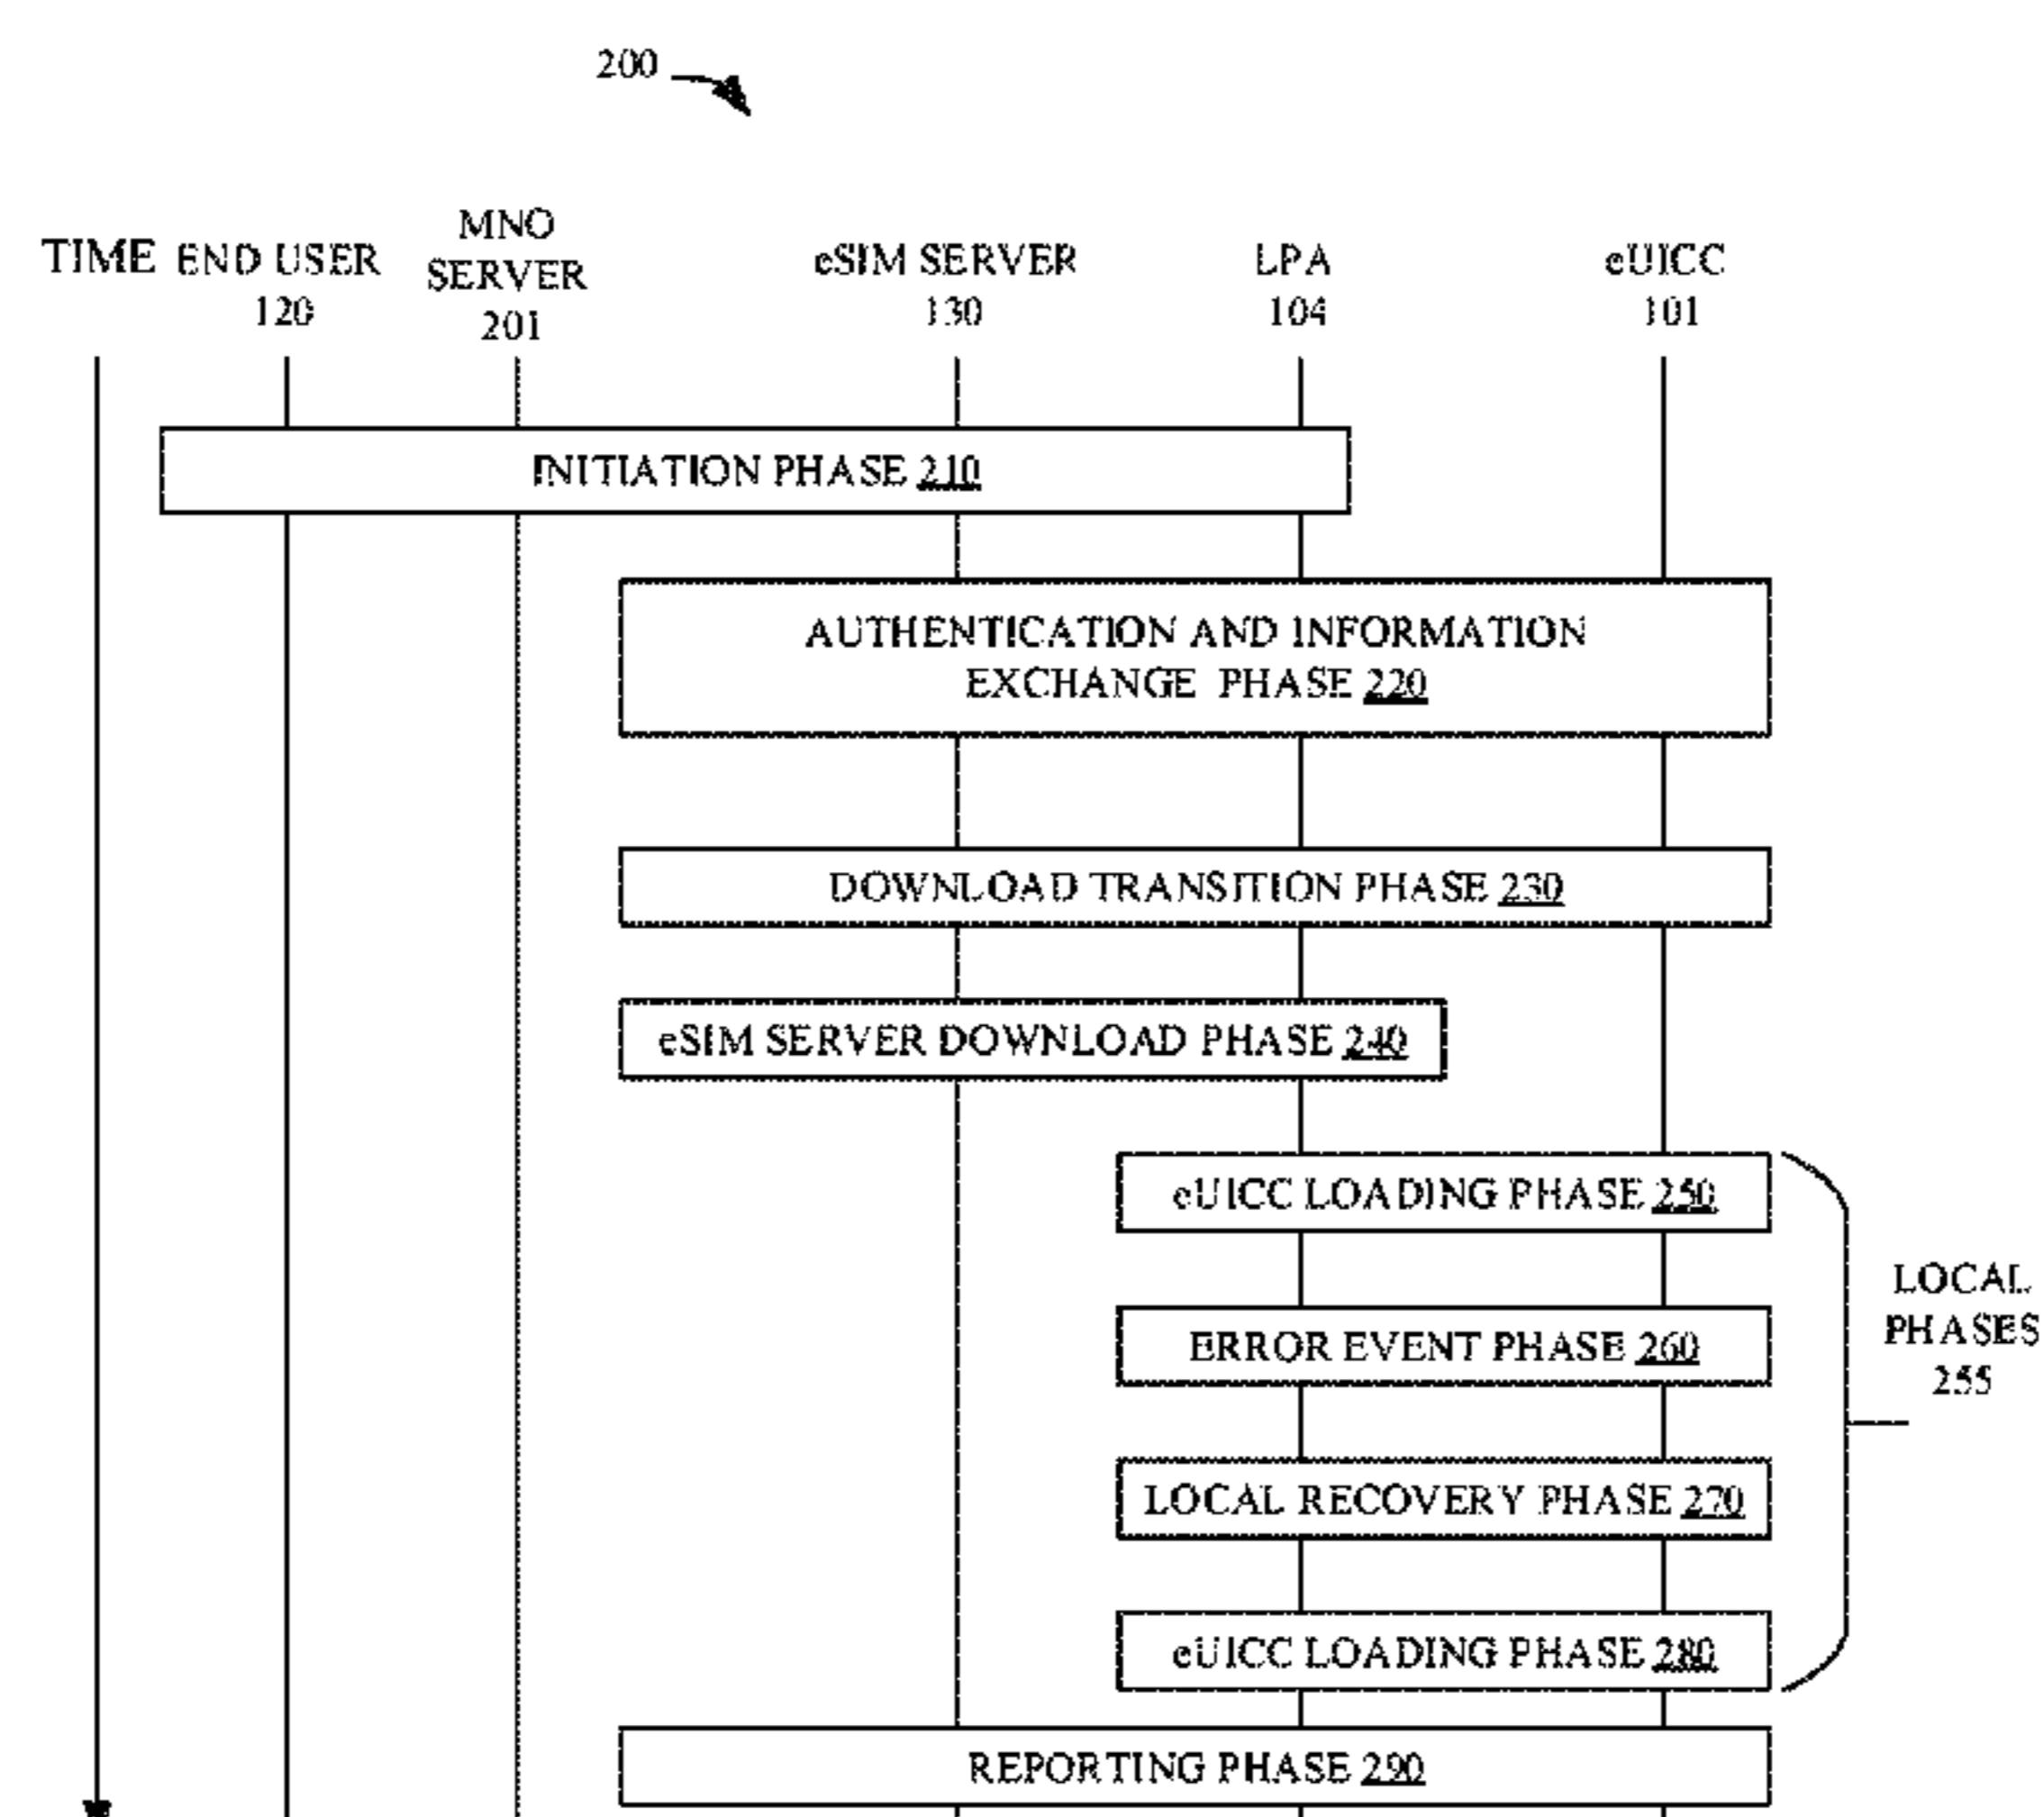 200
TIME
END USER
120
MNO
SERVER
201
eSIM SERVER
130
LPA
104
eUICC
101
INITIATION PHASE 210
AUTHENTICATION AND INFORMATION
EXCHANGE PHASE 220
DOWNLOAD TRANSITION PHASE 230
eSIM SERVER DOWNLOAD PHASE 240
eUICC LOADING PHASE 250
ERROR EVENT PHASE 260
LOCAL
PHASES
255
LOCAL RECOVERY PHASE 270
eUICC LOADING PHASE 280
REPORTING PHASE 290